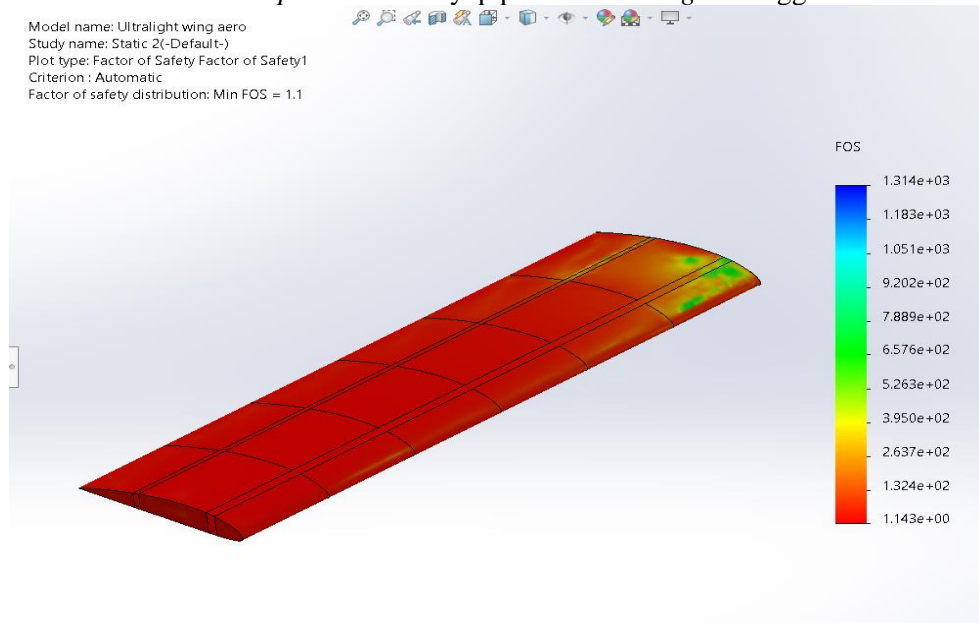 Model name: Ultralight wing aero
Study name: Static 2(-Default-)
Plot type: Factor of Safety Factor of Safety1
Criterion : Automatic
Factor of safety distribution: Min FOS = 1.1
FOS
1.314e+03
1.183e+03
1.051e+03
9.202e+02
7.889e+02
6.576e+02
5.263e+02
3.950e+02
2.637e+02
1.324e+02
1.143e+00